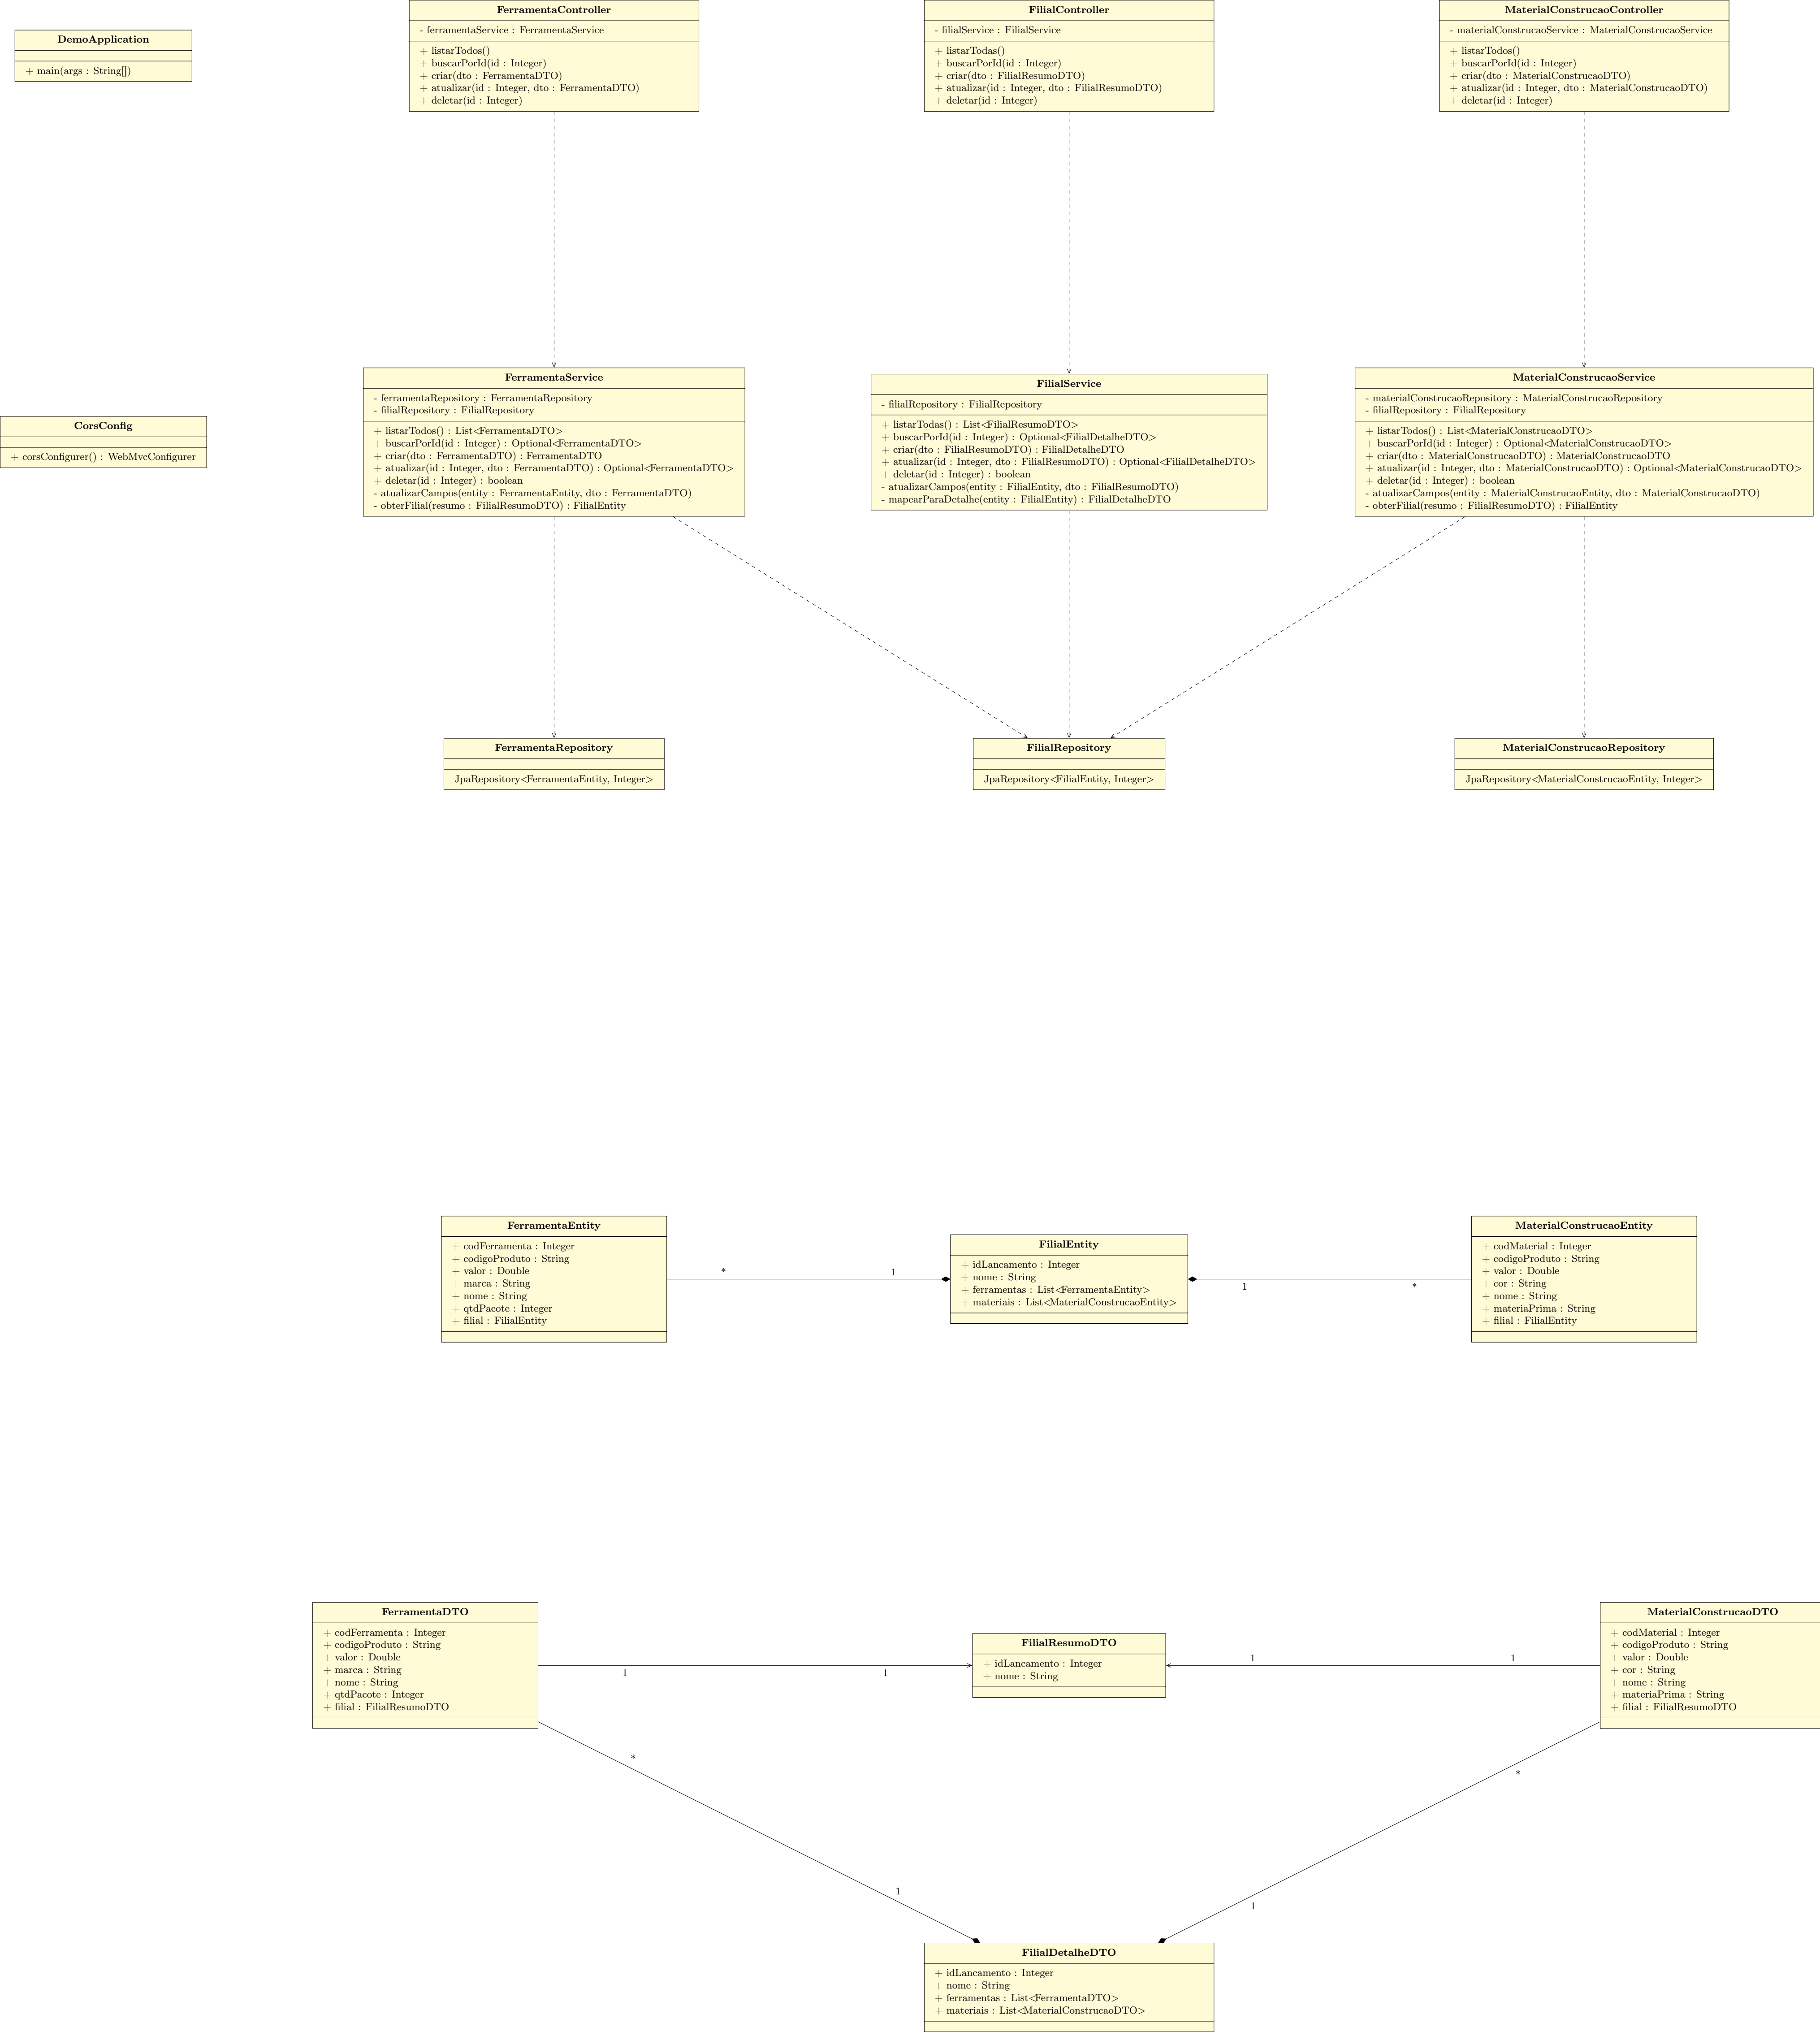 DemoApplication
+ main(args : String[])
FerramentaController
- ferramentaService : FerramentaService
+ listarTodos()
+ buscarPorId(id : Integer)
+ criar(dto : FerramentaDTO)
+ atualizar(id : Integer, dto : FerramentaDTO)
+ deletar(id : Integer)
FilialController
- filialService : FilialService
+ listarTodas()
+ buscarPorId(id : Integer)
+ criar(dto : FilialResumoDTO)
+ atualizar(id : Integer, dto : FilialResumoDTO)
+ deletar(id : Integer)
MaterialConstrucaoController
- materialConstrucaoService : MaterialConstrucaoService
+ listarTodos()
+ buscarPorId(id : Integer)
+ criar(dto : MaterialConstrucaoDTO)
+ atualizar(id : Integer, dto : MaterialConstrucaoDTO)
+ deletar(id : Integer)
CorsConfig
+ corsConfigurer() : WebMvcConfigurer
FerramentaService
- ferramentaRepository : FerramentaRepository
- filialRepository : FilialRepository
+ listarTodos() : List<FerramentaDTO>
+ buscarPorId(id : Integer) : Optional<FerramentaDTO>
+ criar(dto : FerramentaDTO) : FerramentaDTO
+ atualizar(id : Integer, dto : FerramentaDTO) : Optional<FerramentaDTO>
+ deletar(id : Integer) : boolean
- atualizarCampos(entity : FerramentaEntity, dto : FerramentaDTO)
- obterFilial(resumo : FilialResumoDTO) : FilialEntity
FilialService
- filialRepository : FilialRepository
+ listarTodas() : List<FilialResumoDTO>
+ buscarPorId(id : Integer) : Optional<FilialDetalheDTO>
+ criar(dto : FilialResumoDTO) : FilialDetalheDTO
+ atualizar(id : Integer, dto : FilialResumoDTO) : Optional<FilialDetalheDTO>
+ deletar(id : Integer) : boolean
- atualizarCampos(entity : FilialEntity, dto : FilialResumoDTO)
- mapearParaDetalhe(entity : FilialEntity) : FilialDetalheDTO
MaterialConstrucaoService
- materialConstrucaoRepository : MaterialConstrucaoRepository
- filialRepository : FilialRepository
+ listarTodos() : List<MaterialConstrucaoDTO>
+ buscarPorId(id : Integer) : Optional<MaterialConstrucaoDTO>
+ criar(dto : MaterialConstrucaoDTO) : MaterialConstrucaoDTO
+ atualizar(id : Integer, dto : MaterialConstrucaoDTO) : Optional<MaterialConstrucaoDTO>
+ deletar(id : Integer) : boolean
- atualizarCampos(entity : MaterialConstrucaoEntity, dto : MaterialConstrucaoDTO)
- obterFilial(resumo : FilialResumoDTO) : FilialEntity
FerramentaRepository
JpaRepository<FerramentaEntity, Integer>
FilialRepository
JpaRepository<FilialEntity, Integer>
MaterialConstrucaoRepository
JpaRepository<MaterialConstrucaoEntity, Integer>
FerramentaEntity
+ codFerramenta : Integer
+ codigoProduto : String
+ valor : Double
+ marca : String
+ nome : String
+ qtdPacote : Integer
+ filial : FilialEntity
*
1
FilialEntity
+ idLancamento : Integer
+ nome : String
+ ferramentas : List<FerramentaEntity>
+ materiais : List<MaterialConstrucaoEntity>
1
*
MaterialConstrucaoEntity
+ codMaterial : Integer
+ codigoProduto : String
+ valor : Double
+ cor : String
+ nome : String
+ materiaPrima : String
+ filial : FilialEntity
FerramentaDTO
+ codFerramenta : Integer
+ codigoProduto : String
+ valor : Double
+ marca : String
+ nome : String
+ qtdPacote : Integer
+ filial : FilialResumoDTO
1
1
FilialResumoDTO
+ idLancamento : Integer
+ nome : String
1
1
MaterialConstrucaoDTO
+ codMaterial : Integer
+ codigoProduto : String
+ valor : Double
+ cor : String
+ nome : String
+ materiaPrima : String
+ filial : FilialResumoDTO
*
*
1
1
FilialDetalheDTO
+ idLancamento : Integer
+ nome : String
+ ferramentas : List<FerramentaDTO>
+ materiais : List<MaterialConstrucaoDTO>